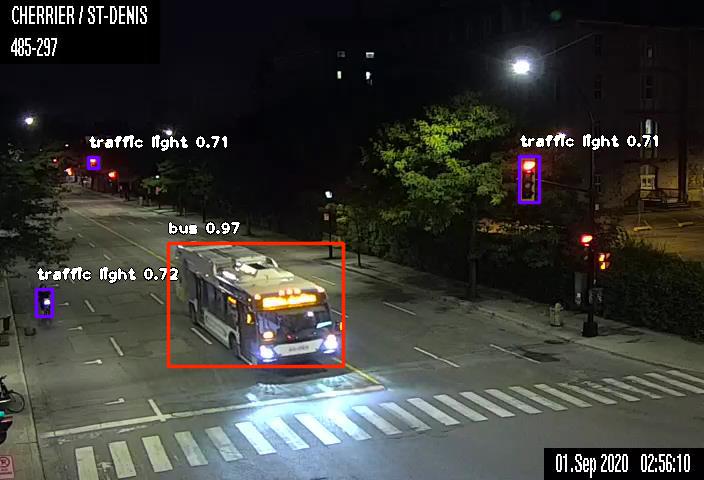 CHERRIER / ST-DENIS
485-297
traffic light 0.71
traffic light 0.71
bus 0.97
traffic light 0.72
01.Sep 2020 02:56:10